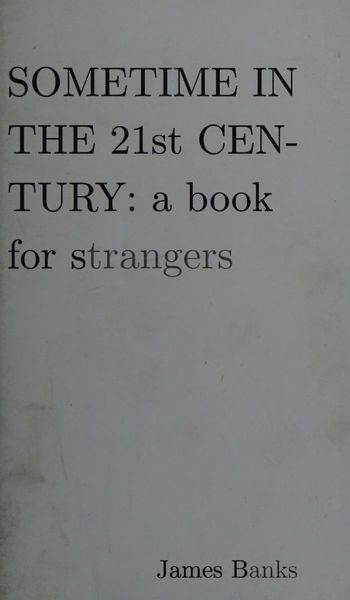 SOMETIME IN
THE 21st CEN-
TURY: a book
for strangers
James Banks